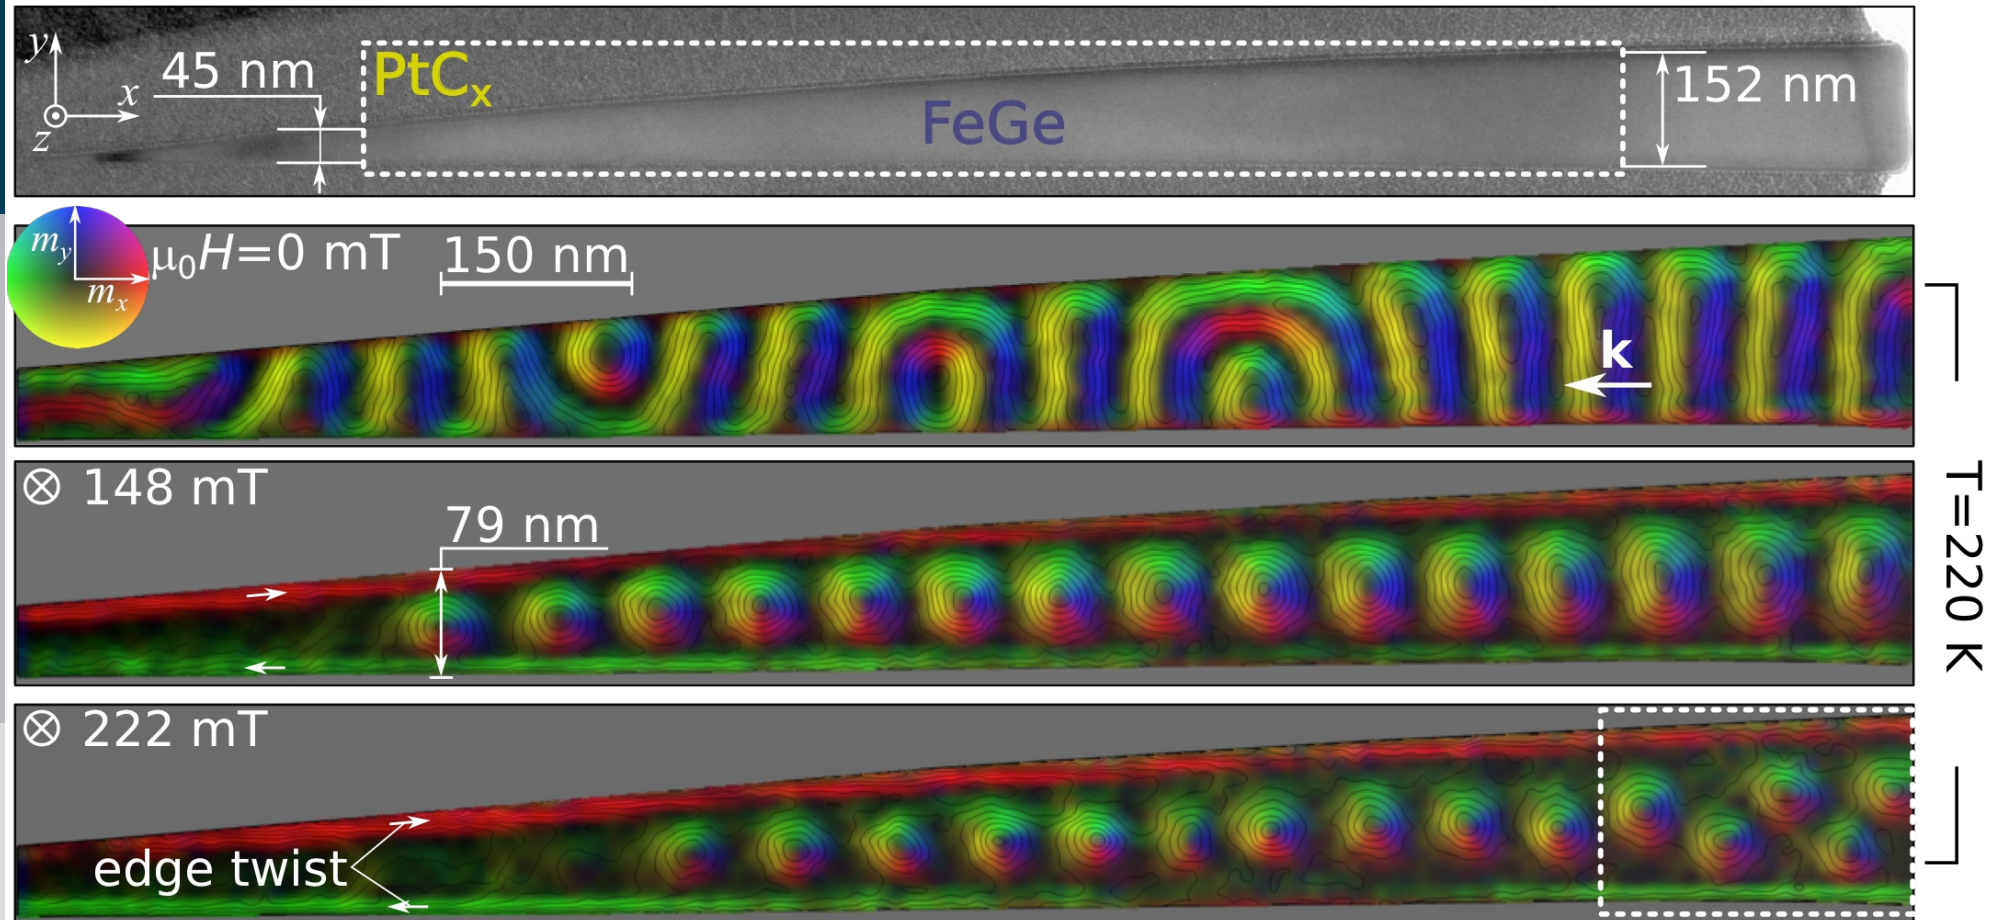 y
x
z
45 nm
PtCx
FeGe
152 nm
my
mx
μ0H=0 mT
150 nm
k
⊗ 148 mT
79 nm
⊗ 222 mT
edge twist
T=220 K